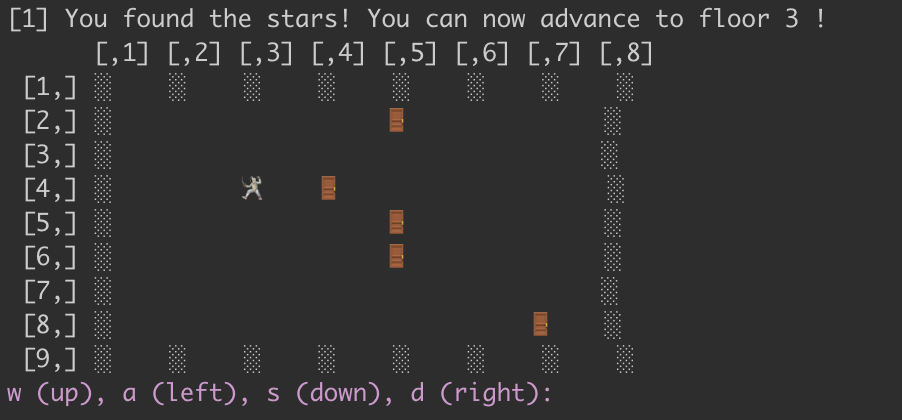 [1] You found the stars! You can now advance to floor 3 !
[,1] [,2] [,3] [,4] [,5] [,6] [,7] [,8]
[1,] ░ ░ ░ ░ ░ ░ ░ ░
[2,] ░ 🚪 ░
[3,] ░ ░
[4,] ░ 🚪 ░
[5,] ░ 🚪 ░
[6,] ░ 🚪 ░
[7,] ░ ░
[8,] ░ 🚪 ░
[9,] ░ ░ ░ ░ ░ ░ ░ ░
w (up), a (left), s (down), d (right):